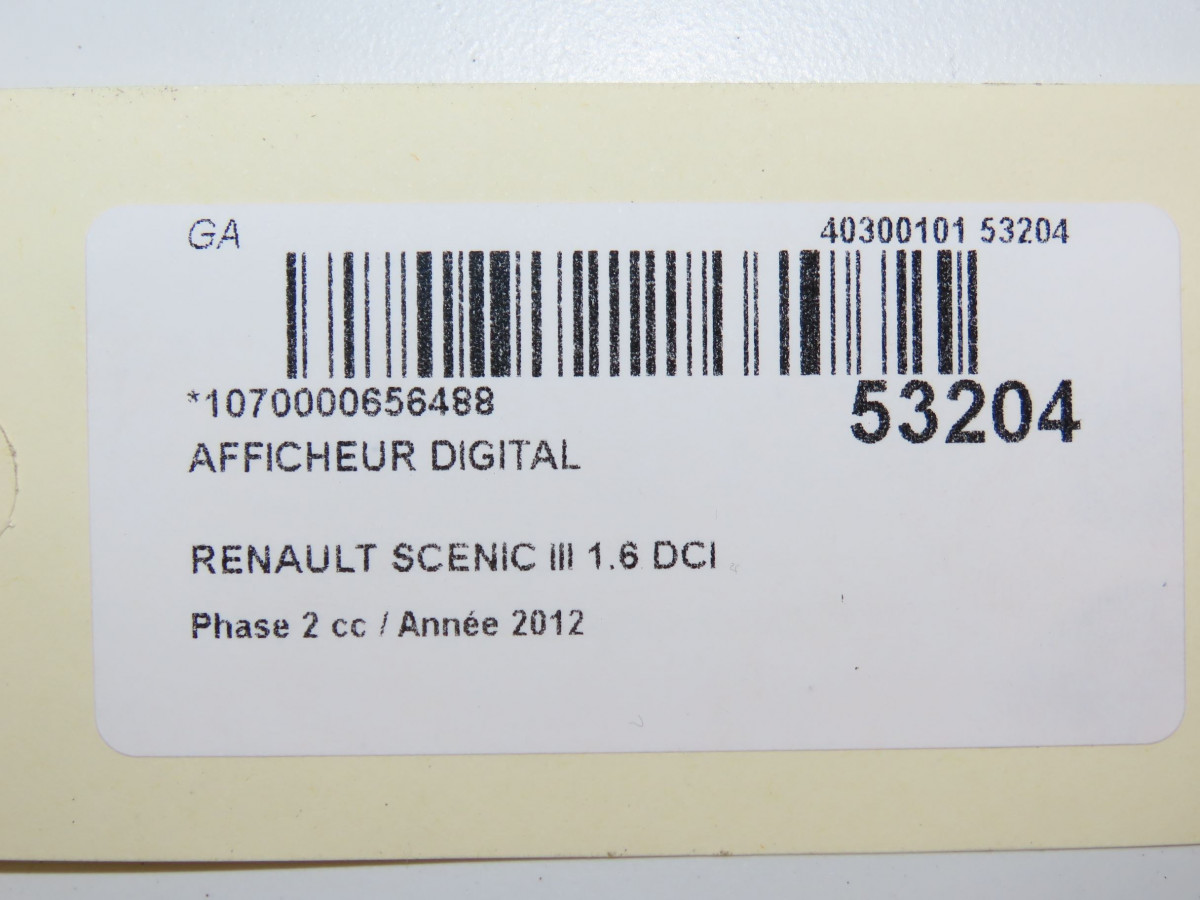 GA
40300101 53204
*1070000656488
53204
AFFICHEUR DIGITAL
RENAULT SCENIC III 1.6 DCI
Phase 2 cc / Année 2012